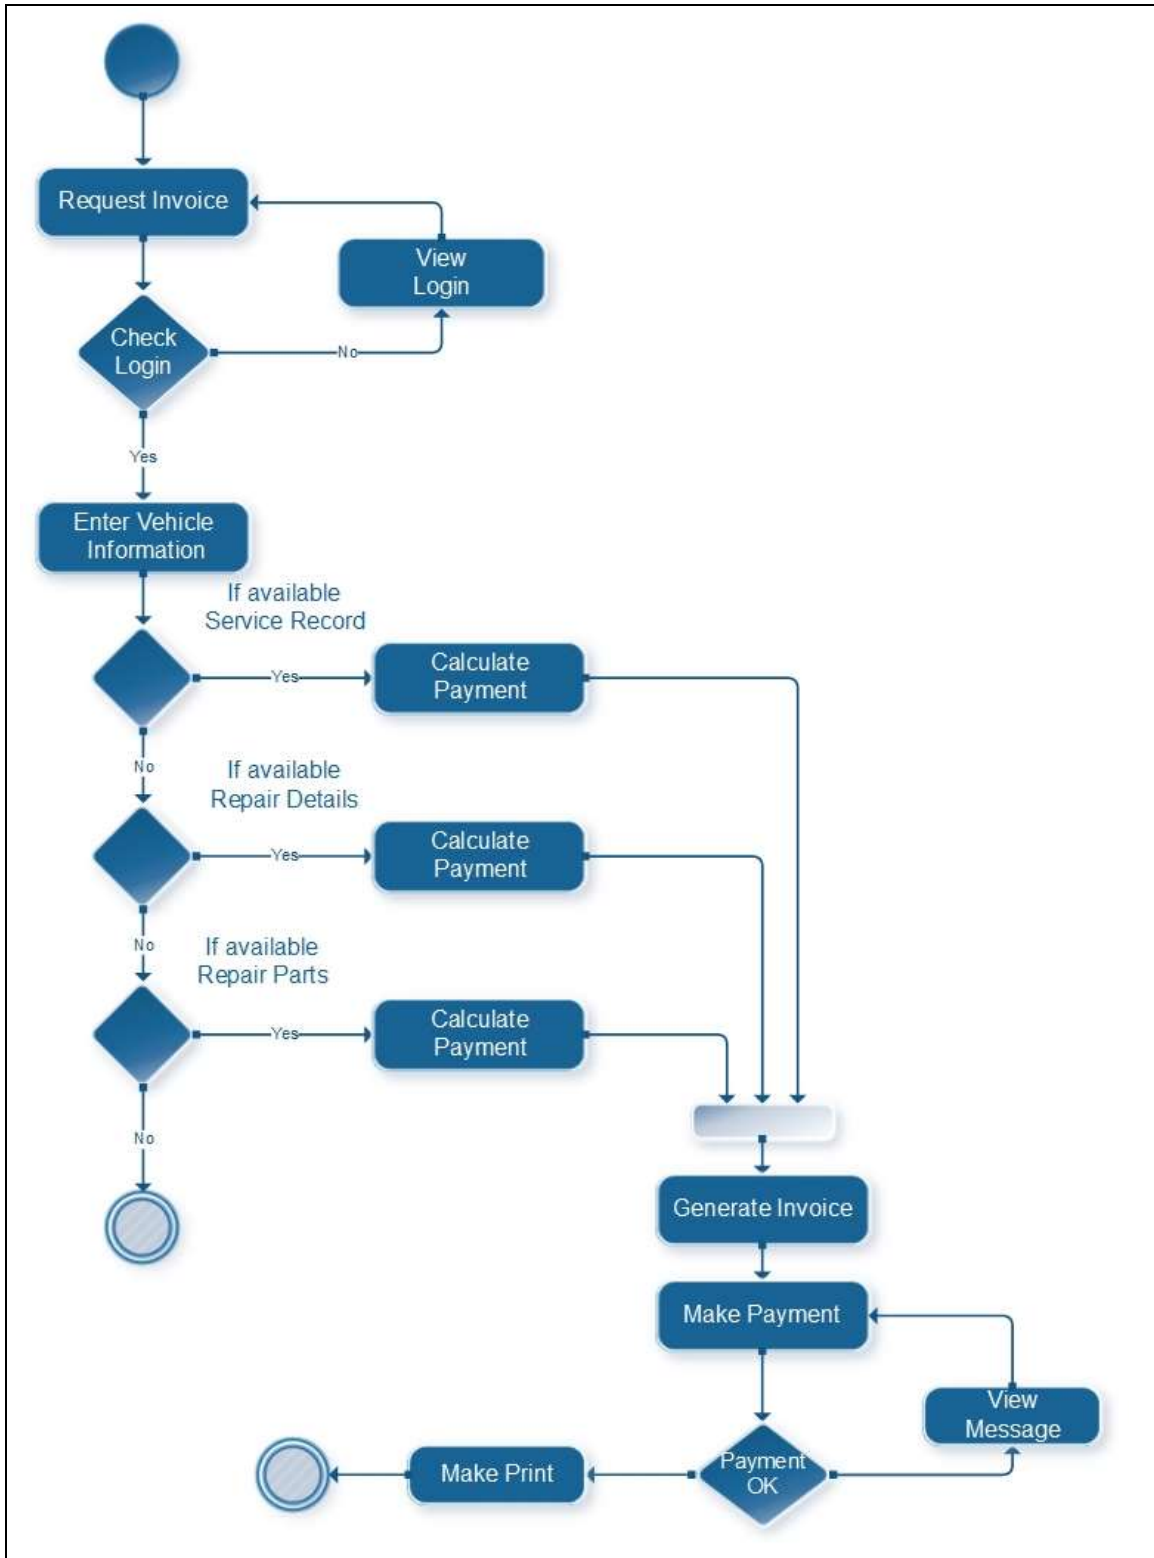 Request Invoice
View
Login
Check
Login
No
Yes
Enter Vehicle
Information
If available
Service Record
Yes
Calculate
Payment
No
If available
Repair Details
Yes
Calculate
Payment
No
If available
Repair Parts
Yes
Calculate
Payment
No
Generate Invoice
Make Payment
View
Message
Payment
OK
Make Print